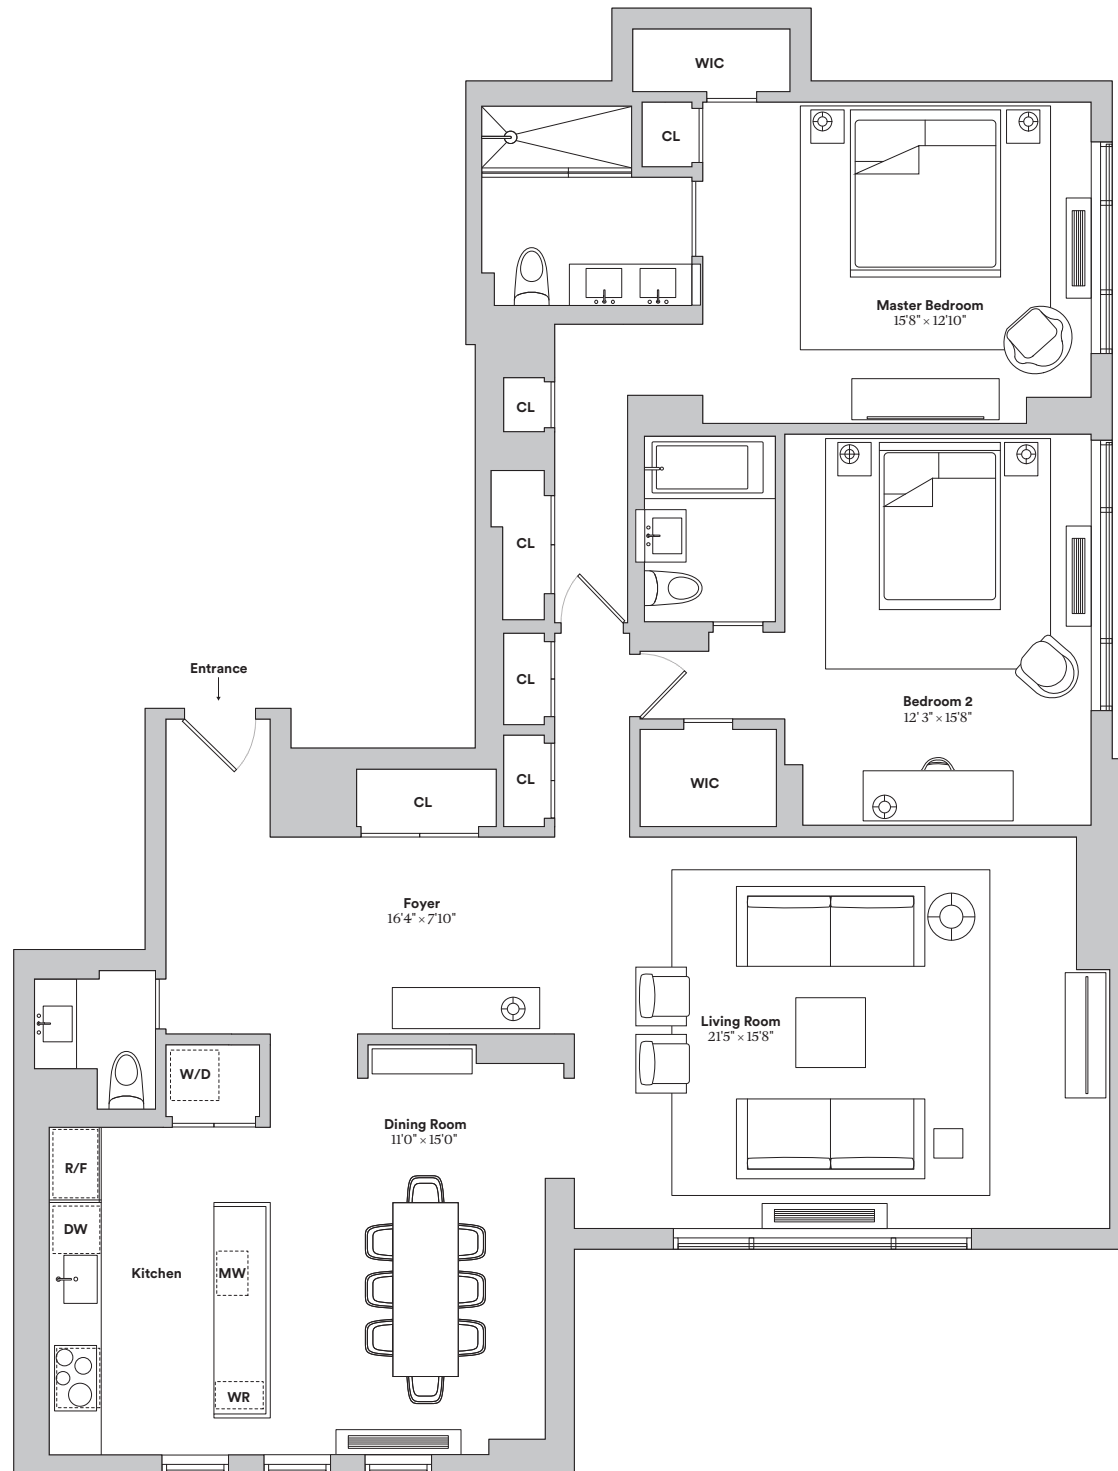 WIC
CL
Master Bedroom
15'8" × 12'10"
CL
CL
CL
Entrance
Bedroom 2
12' 3" × 15'8"
CL
WIC
CL
Foyer
16'4" × 7'10"
Living Room
21'5" × 15'8"
W/D
Dining Room
11'0" × 15'0"
R/F
DW
Kitchen
MW
WR